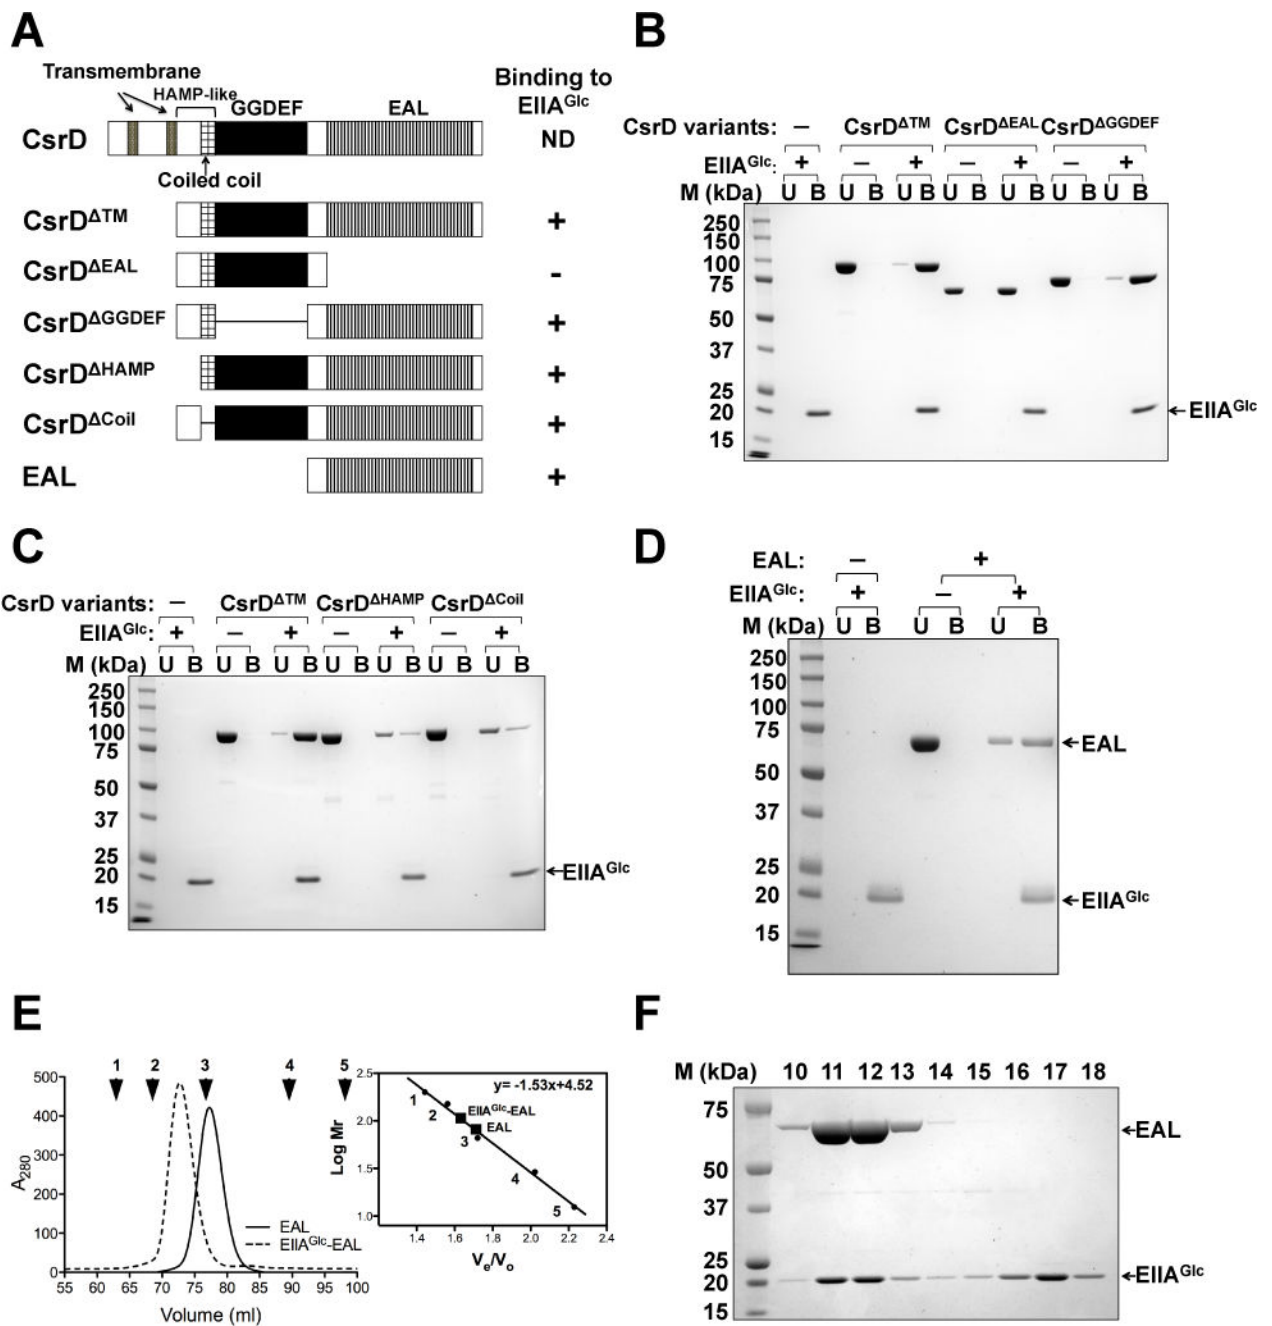 A
Transmembrane
HAMP-like
GGDEF
EAL
Binding to
EIIAGlc
CsrD
ND
Coiled coil
CsrDΔTM
+
CsrDΔEAL
-
CsrDΔGGDEF
+
CsrDΔHAMP
+
CsrDΔCoil
+
EAL
+
B
CsrD variants: – CsrDΔTM CsrDΔEAL CsrDΔGGDEF
EIIAGlc: + – + – + – +
M (kDa) U B U B U B U B U B U B U B
250
150
100
75
50
37
25
20
15
EIIAGlc
C
CsrD variants: – CsrDΔTM CsrDΔHAMP CsrDΔCoil
EIIAGlc: + – + – + – +
M (kDa) U B U B U B U B U B U B U B
250
150
100
75
50
37
25
20
15
EIIAGlc
D
EAL: – +
EIIAGlc: + – +
M (kDa) U B U B U B
250
150
100
75
50
37
25
20
15
EAL
EIIAGlc
E
1 2 3 4 5
500
400
300
200
100
0
A280
EAL
EIIAGlc-EAL
55 60 65 70 75 80 85 90 95 100
Volume (ml)
2.5
2.0
1.5
1.0
Log Mr
y= -1.53x+4.52
1
2
EIIAGlc-EAL
EAL
3
4
5
1.4 1.6 1.8 2.0 2.2 2.4
Ve/Vo
F
M (kDa) 10 11 12 13 14 15 16 17 18
75
50
37
25
20
15
EAL
EIIAGlc